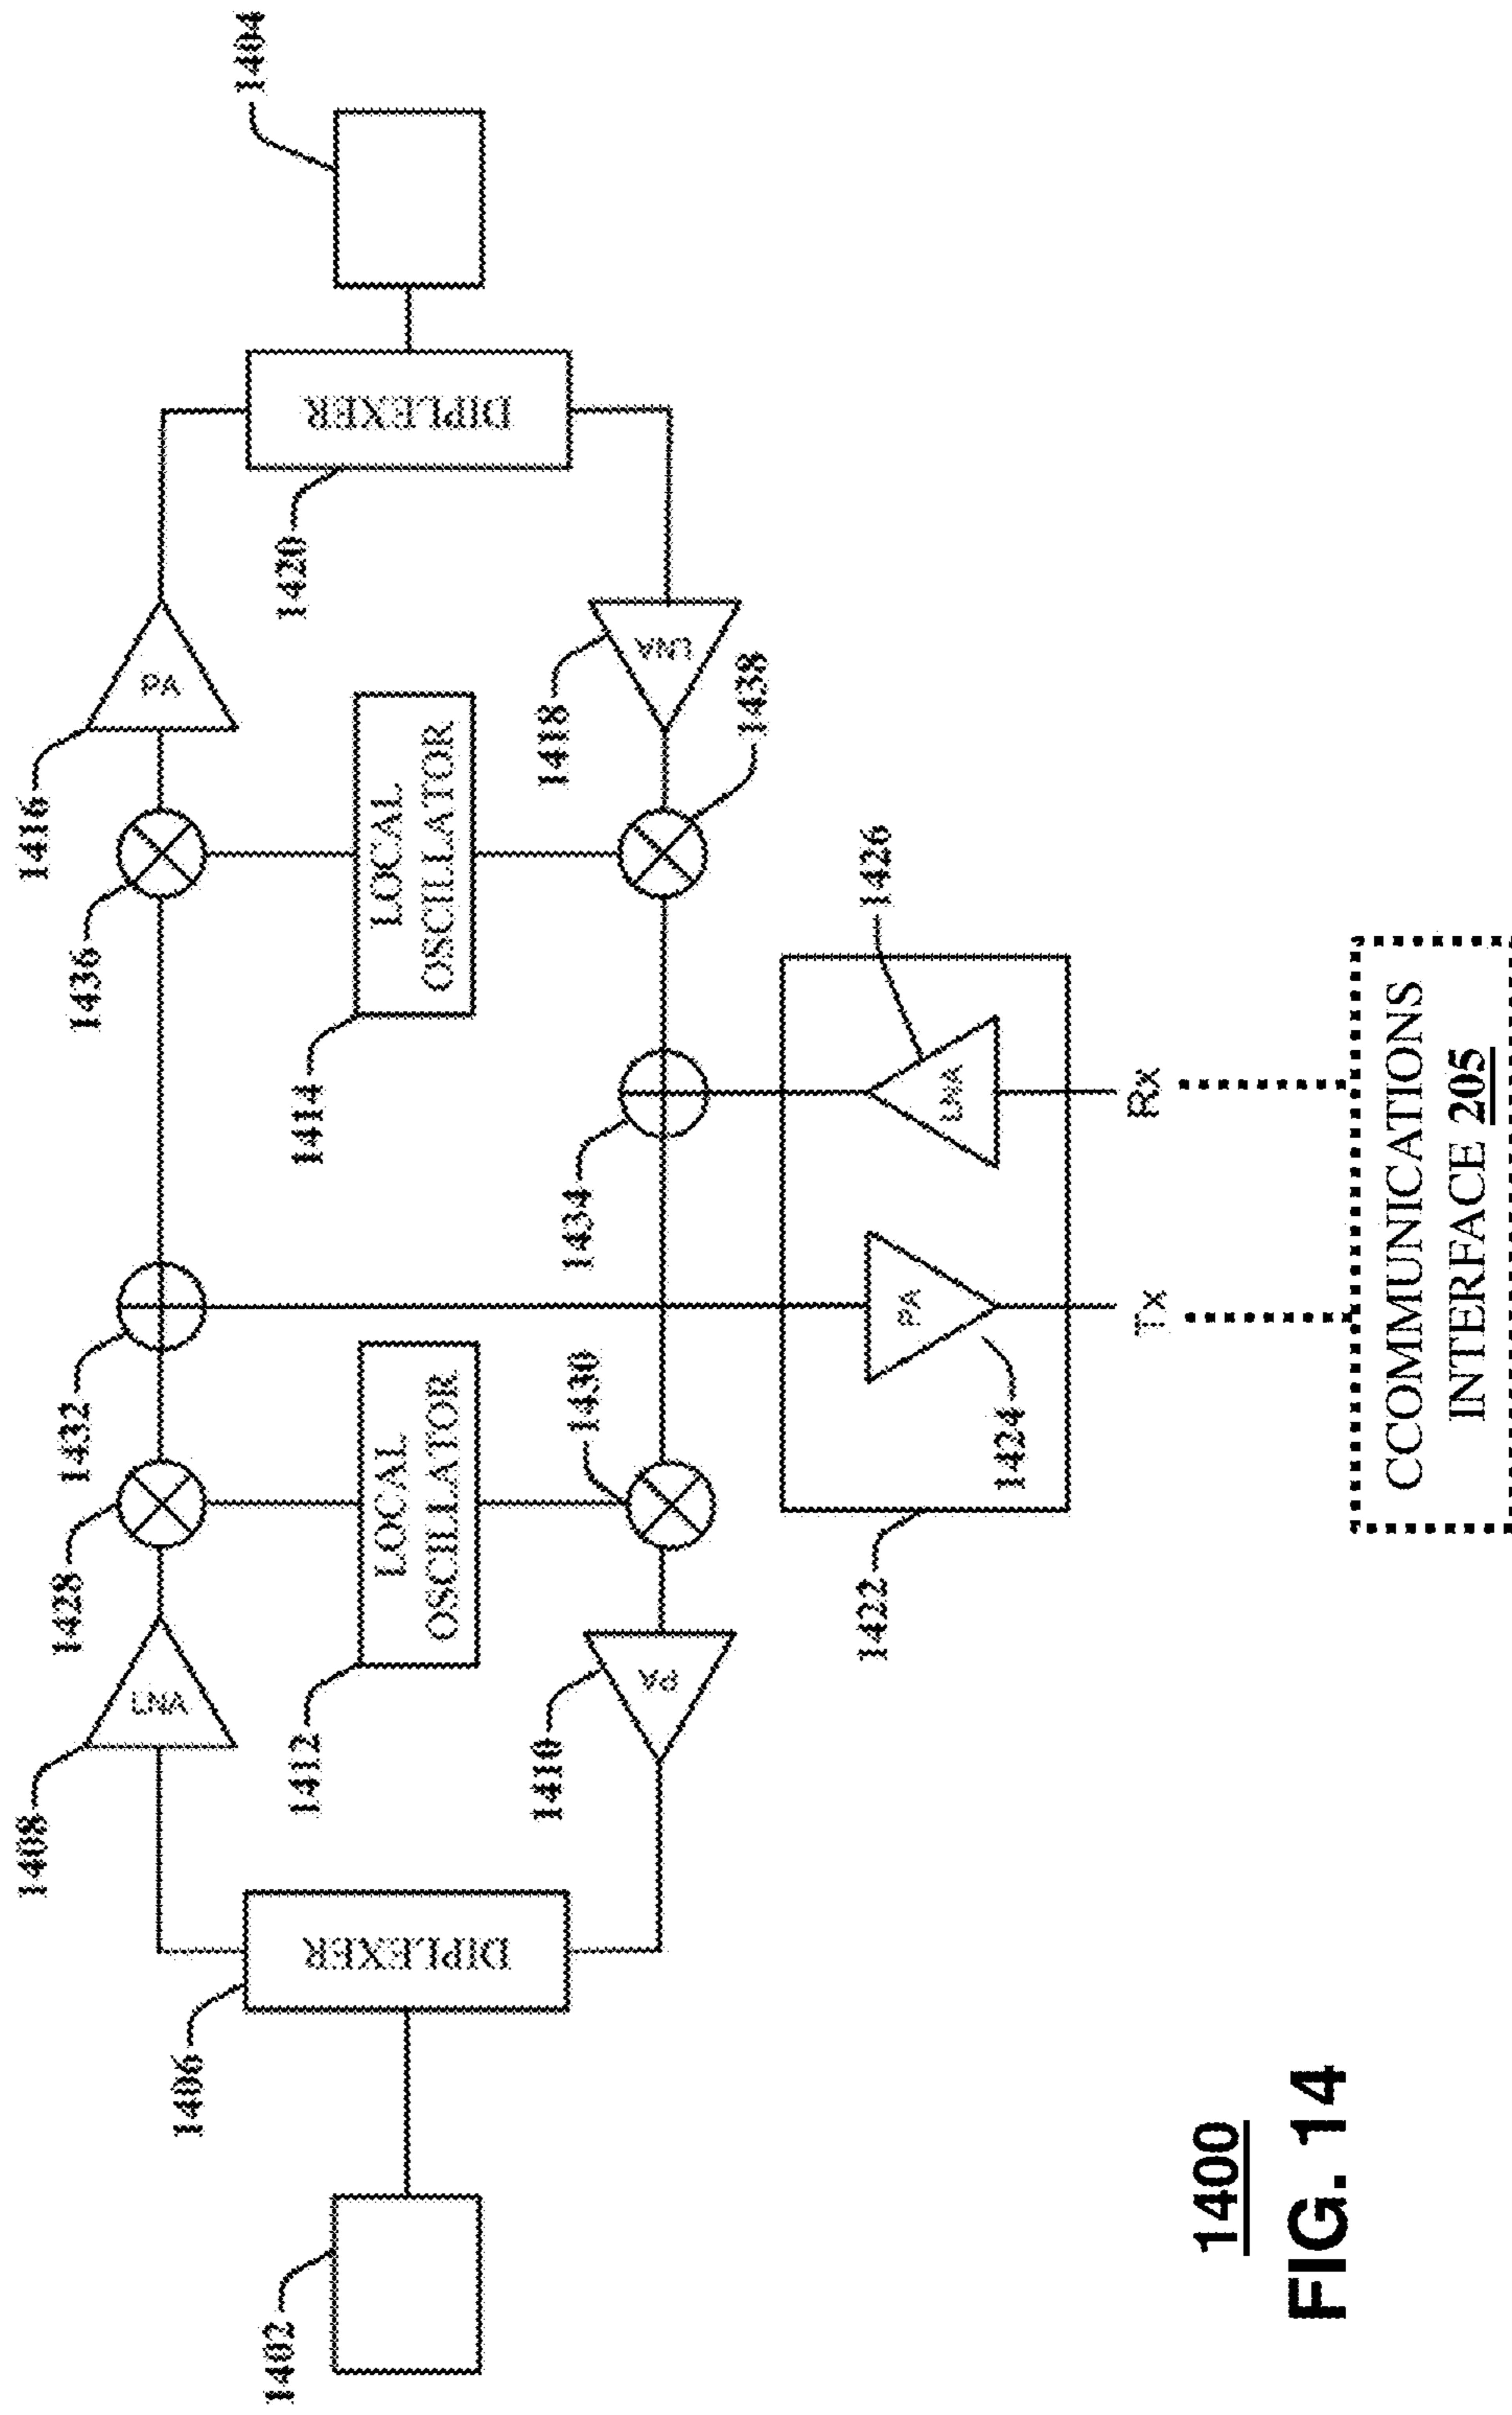 1404
1416
1420
DIPLEXER
PA
1436
LOCAL
OSCILLATOR
1418
LNA
1438
1414
1426
1434
LNA
Rx
1432
1430
PA
Tx
1424
1428
LOCAL
OSCILLATOR
1422
1408
LNA
1412
1410
PA
DIPLEXER
1406
1402
CCOMMUNICATIONS
INTERFACE 205
1400
FIG. 14